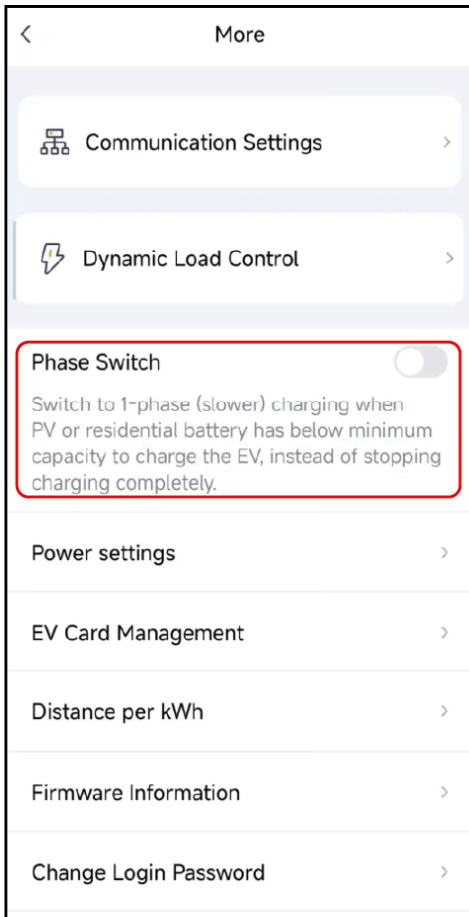 More
Communication Settings
Dynamic Load Control
Phase Switch
Switch to 1-phase (slower) charging when
PV or residential battery has below minimum
capacity to charge the EV, instead of stopping
charging completely.
Power settings
EV Card Management
Distance per kWh
Firmware Information
Change Login Password